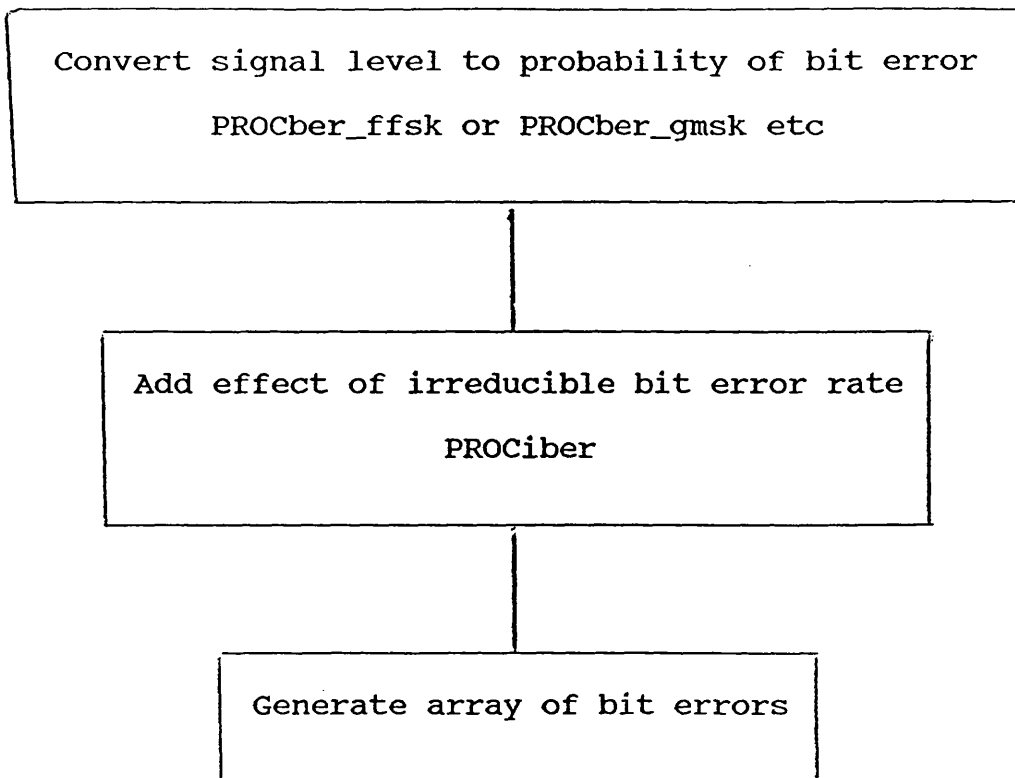 Convert signal level to probability of bit error
PROCber_ffsk or PROCber_gmsk etc
Add effect of irreducible bit error rate
PROCiber
Generate array of bit errors